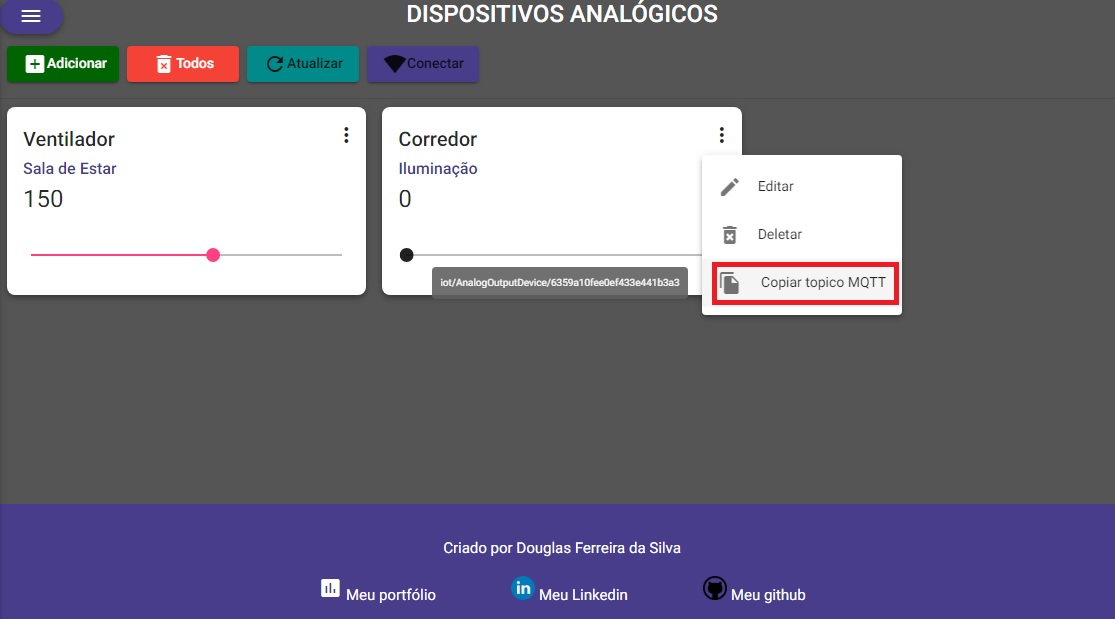 DISPOSITIVOS ANALÓGICOS
Adicionar
Todos
Atualizar
Conectar
Ventilador
Sala de Estar
150
Corredor
Iluminação
0
iot/AnalogOutputDevice/6359a10fee0ef433e441b3a3
Editar
Deletar
Copiar topico MQTT
Criado por Douglas Ferreira da Silva
Meu portfólio
in Meu Linkedin
Meu github